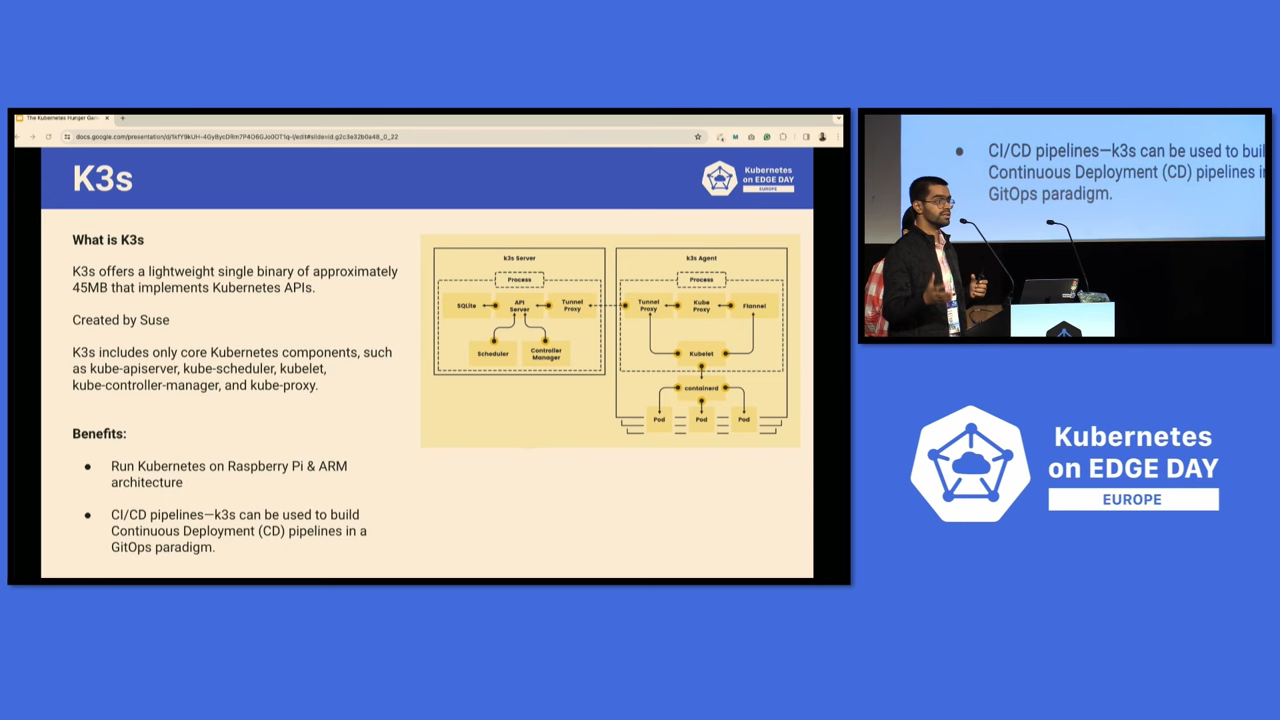 The Kubernetes Hunger Gam
K3s
Kubernetes
on EDGE DAY
EUROPE
What is K3s
K3s offers a lightweight single binary of approximately
45MB that implements Kubernetes APIs.
Created by Suse
K3s includes only core Kubernetes components, such
as kube-apiserver, kube-scheduler, kubelet,
kube-controller-manager, and kube-proxy.
Benefits:
● Run Kubernetes on Raspberry Pi & ARM
architecture
● CI/CD pipelines—k3s can be used to build
Continuous Deployment (CD) pipelines in a
GitOps paradigm.
k3s Server
Process
SQLite
API
Server
Tunnel
Proxy
Scheduler
Controller
Manager
k3s Agent
Process
Tunnel
Proxy
Kube
Proxy
Flannel
Kubelet
containerd
Pod
Pod
Pod
● CI/CD pipelines—k3s can be used to buil
Continuous Deployment (CD) pipelines i
GitOps paradigm.
Kubernetes
on EDGE DAY
EUROPE